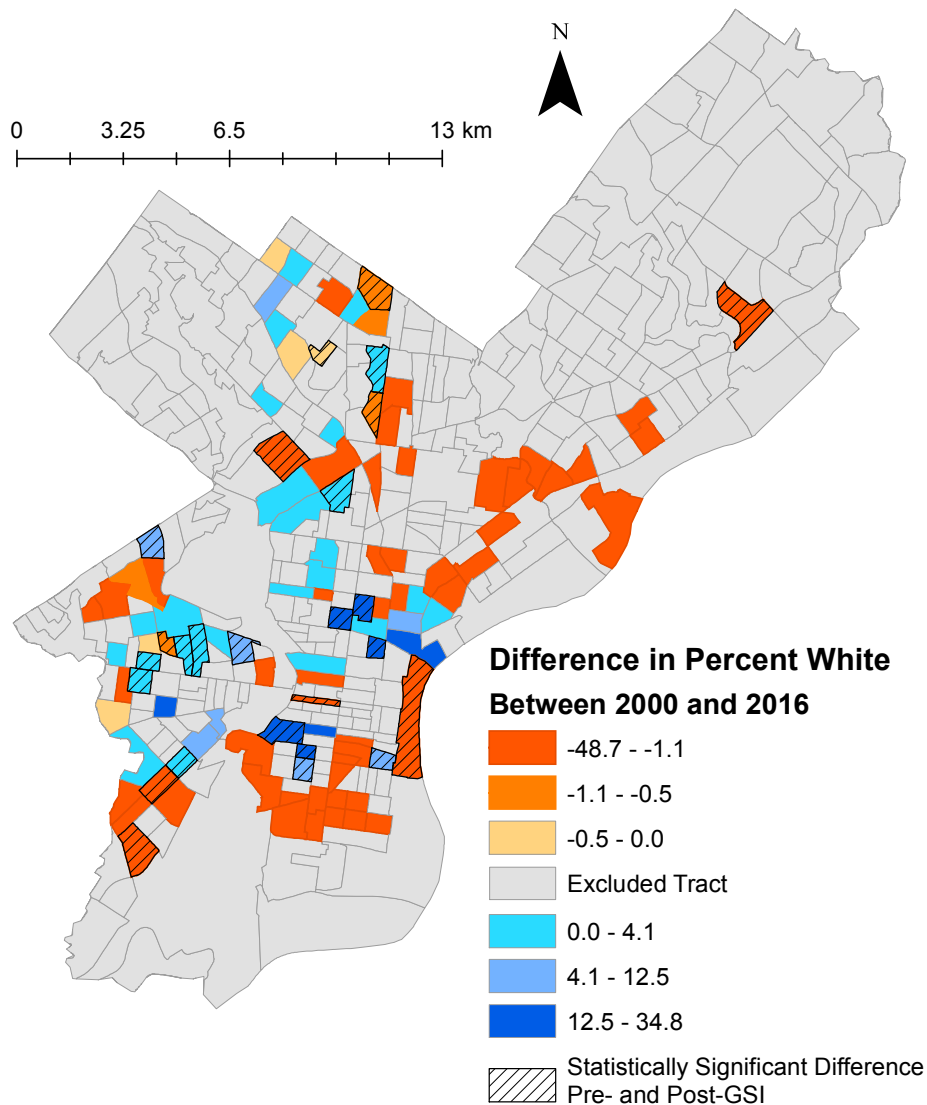 N
0 3.25 6.5 13 km
Difference in Percent White
Between 2000 and 2016
-48.7 - -1.1
-1.1 - -0.5
-0.5 - 0.0
Excluded Tract
0.0 - 4.1
4.1 - 12.5
12.5 - 34.8
Statistically Significant Difference
Pre- and Post-GSI